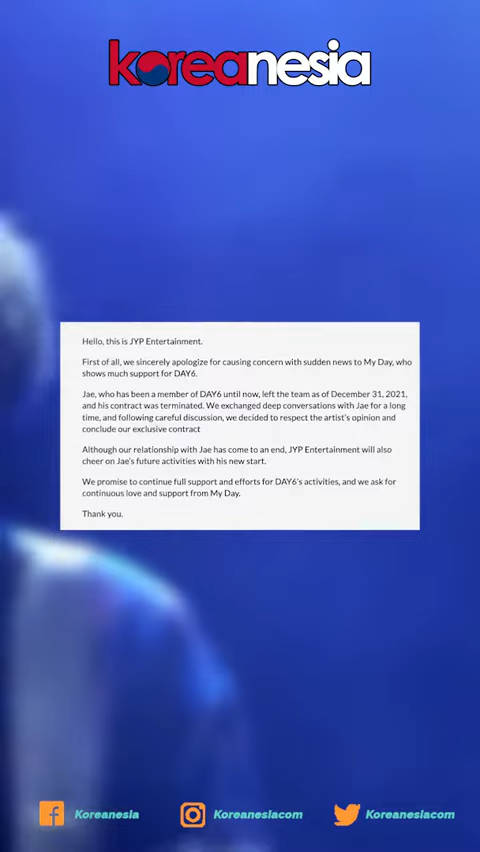 koreanesia
Hello, this is JYP Entertainment.
First of all, we sincerely apologize for causing concern with sudden news to My Day, who
shows much support for DAY6.
Jae, who has been a member of DAY6 until now, left the team as of December 31, 2021,
and his contract was terminated. We exchanged deep conversations with Jae for a long
time, and following careful discussion, we decided to respect the artist's opinion and
conclude our exclusive contract
Although our relationship with Jae has come to an end, JYP Entertainment will also
cheer on Jae's future activities with his new start.
We promise to continue full support and efforts for DAY6's activities, and we ask for
continuous love and support from My Day.
Thank you.
Koreanesia Koreanesiacom Koreanesiacom